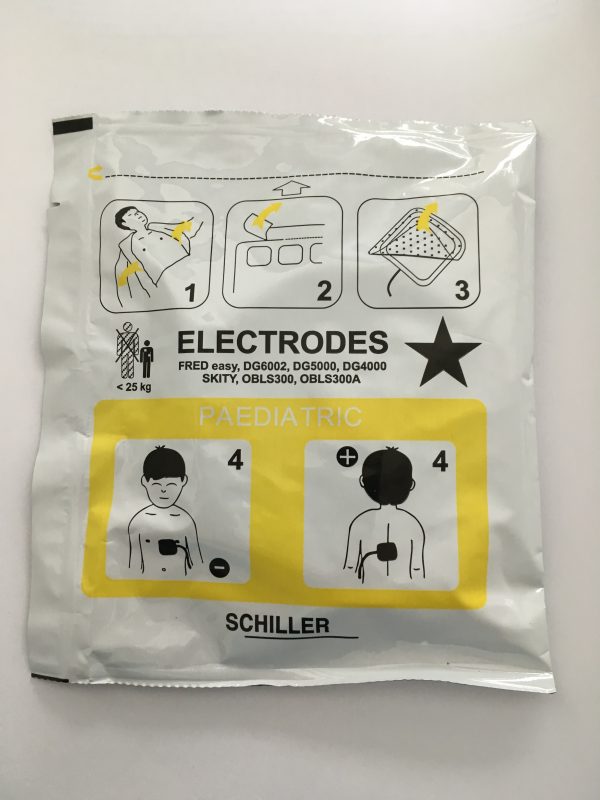 1
2
3
ELECTRODES
FRED easy, DG6002, DG5000, DG4000
SKITY, OBLS300, OBLS300A
< 25 kg
PAEDIATRIC
4
+ 4
-
SCHILLER